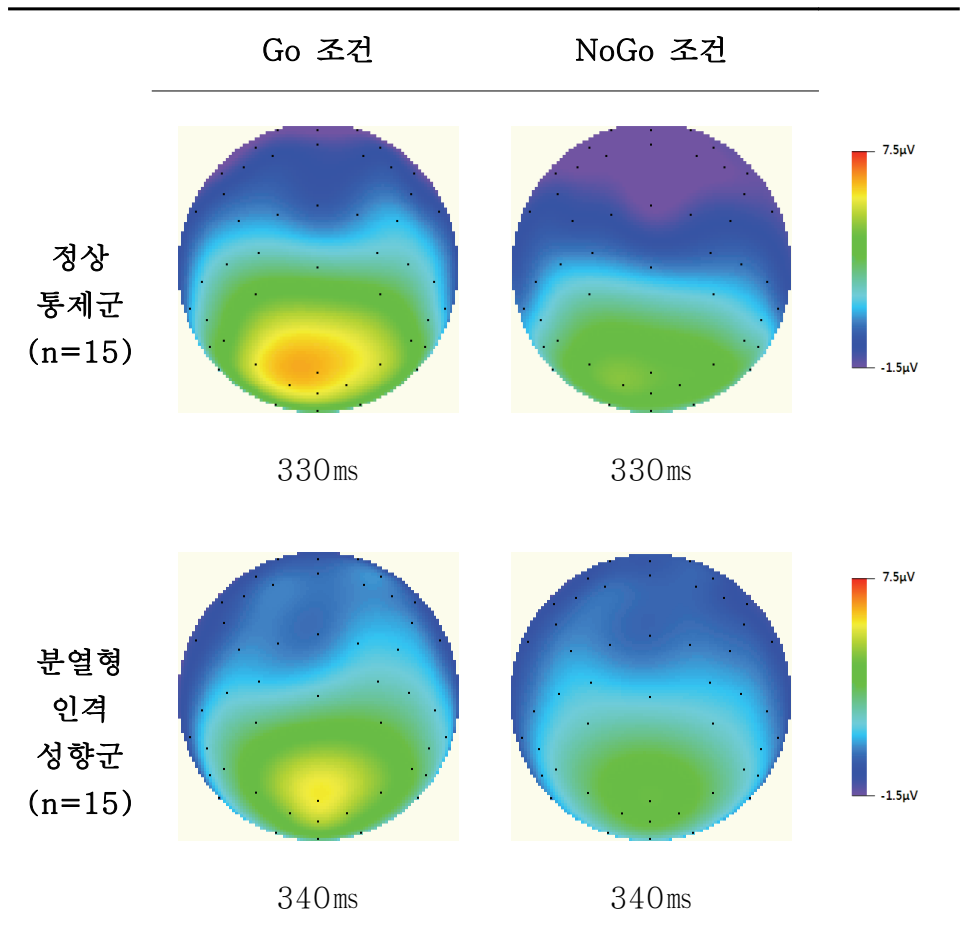 Go 조건 NoGo 조건
7.5μV
정상
통제군
(n=15)
-1.5μV
330㎳ 330㎳
7.5μV
분열형
인격
성향군
(n=15)
-1.5μV
340㎳ 340㎳